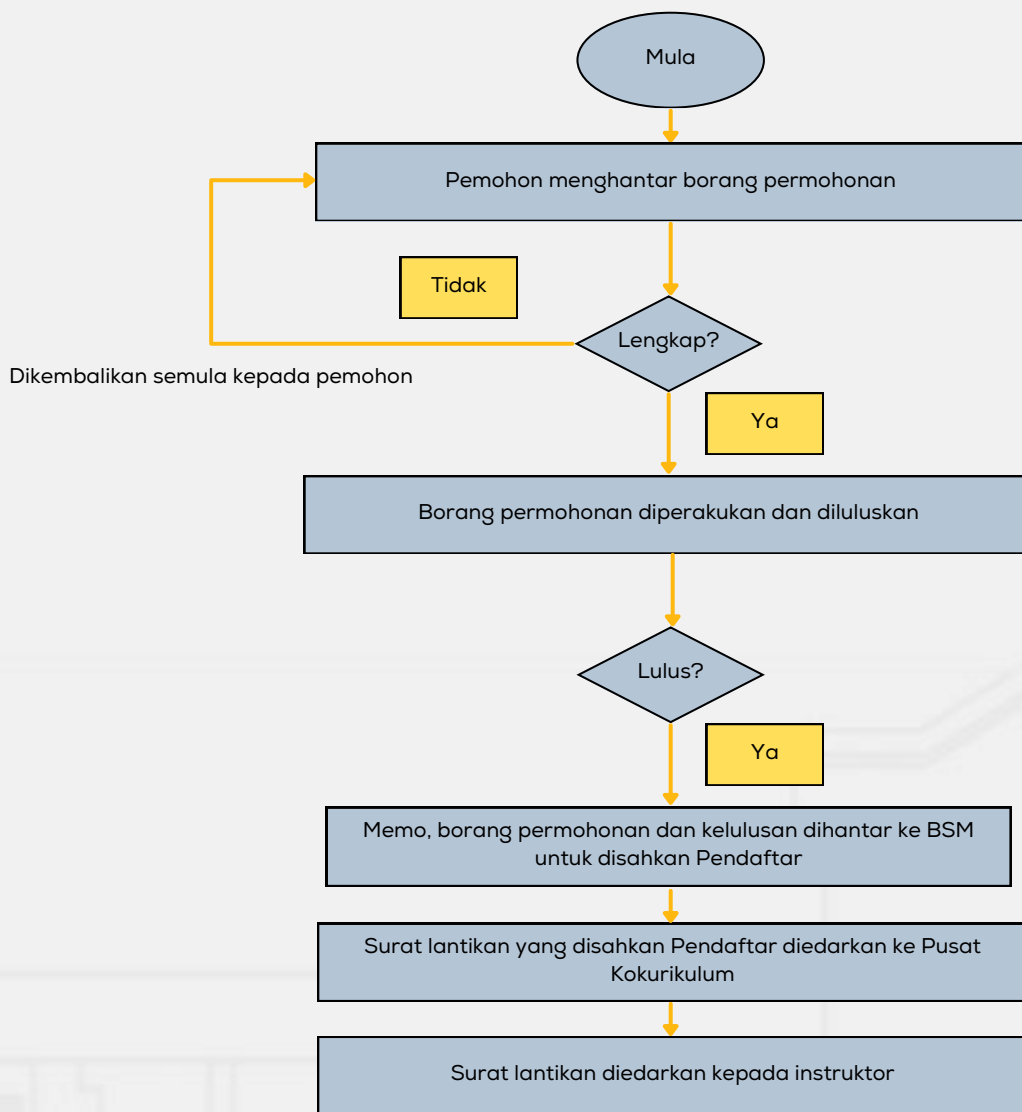 Mula
Pemohon menghantar borang permohonan
Tidak
Lengkap?
Dikembalikan semula kepada pemohon
Ya
Borang permohonan diperakukan dan diluluskan
Lulus?
Ya
Memo, borang permohonan dan kelulusan dihantar ke BSM
untuk disahkan Pendaftar
Surat lantikan yang disahkan Pendaftar diedarkan ke Pusat
Kokurikulum
Surat lantikan diedarkan kepada instruktor